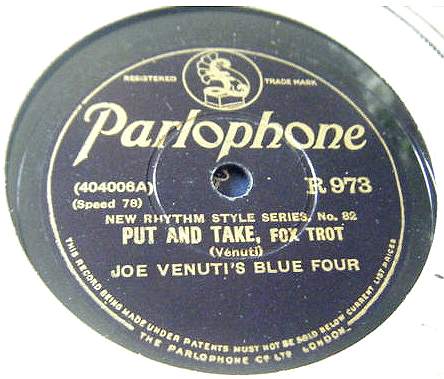 REGISTERED TRADE MARK
Parlophone
(404006A) R 973
(Speed 78)
NEW RHYTHM STYLE SERIES, No. 82
PUT AND TAKE, FOX TROT
(Venuti)
JOE VENUTI'S BLUE FOUR
THIS RECORD BEING MADE UNDER PATENTS MUST NOT BE SOLD BELOW CURRENT LIST PRICES
THE PARLOPHONE CO LTD LONDON.